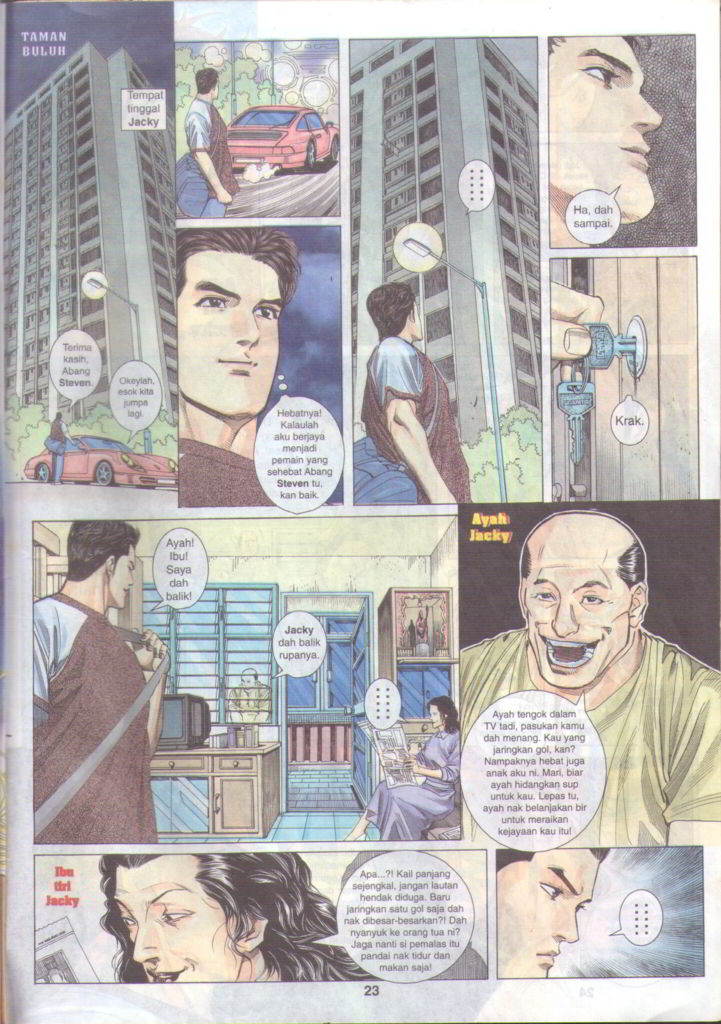 TAMAN
BULUH
Tempat
tinggal
Jacky
Terima
kasih,
Abang
Steven.
Okeylah,
esok kita
jumpa
lagi.
Hebatnya!
Kalaulah
aku berjaya
menjadi
pemain yang
sehebat Abang
Steven tu,
kan baik.
Ha, dah
sampai.
Krak.
Ayah!
Ibu!
Saya
dah
balik!
Jacky
dah balik
rupanya.
Ayah
Jacky
Ayah tengok dalam
TV tadi, pasukan kamu
dah menang. Kau yang
jaringkan gol, kan?
Nampaknya hebat juga
anak aku ni. Mari, biar
ayah hidangkan sup
untuk kau. Lepas tu,
ayah nak belanjakan bir
untuk meraikan
kejayaan kau itu!
Ibu
tiri
Jacky
Apa...?! Kail panjang
sejengkal, jangan lautan
hendak diduga. Baru
jaringkan satu gol saja dah
nak dibesar-besarkan?! Dah
nyanyuk ke orang tua ni?
Jaga nanti si pemalas itu
pandai nak tidur dan
makan saja!
23